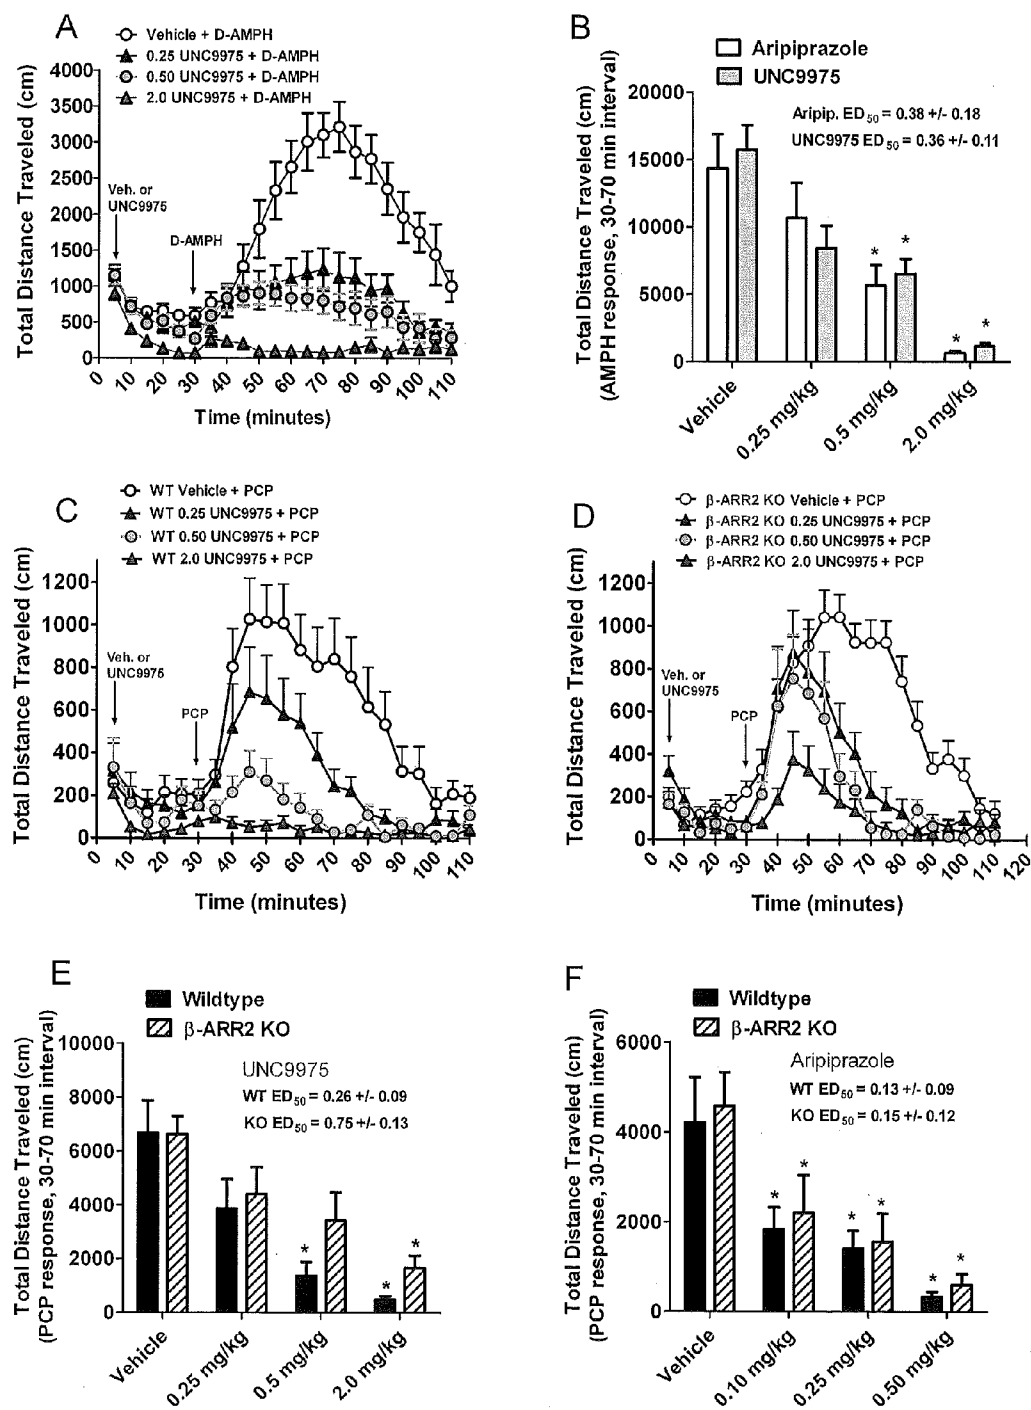 A
Vehicle + D-AMPH
0.25 UNC9975 + D-AMPH
0.50 UNC9975 + D-AMPH
2.0 UNC9975 + D-AMPH
Total Distance Traveled (cm)
4000
3500
3000
2500
2000
1500
1000
500
0
Veh. or
UNC9975
D-AMPH
0 10 20 30 40 50 60 70 80 90 100 110
Time (minutes)
B
Aripiprazole
UNC9975
Aripip. ED50 = 0.38 +/- 0.18
UNC9975 ED50 = 0.36 +/- 0.11
Total Distance Traveled (cm)
(AMPH response, 30-70 min interval)
20000
15000
10000
5000
0
* *
* *
Vehicle 0.25 mg/kg 0.5 mg/kg 2.0 mg/kg
C
WT Vehicle + PCP
WT 0.25 UNC9975 + PCP
WT 0.50 UNC9975 + PCP
WT 2.0 UNC9975 + PCP
Total Distance Traveled (cm)
1200
1000
800
600
400
200
0
Veh. or
UNC9975
PCP
0 10 20 30 40 50 60 70 80 90 100 110
Time (minutes)
D
β-ARR2 KO Vehicle + PCP
β-ARR2 KO 0.25 UNC9975 + PCP
β-ARR2 KO 0.50 UNC9975 + PCP
β-ARR2 KO 2.0 UNC9975 + PCP
Total Distance Traveled (cm)
1200
1000
800
600
400
200
0
Veh. or
UNC9975
PCP
0 10 20 30 40 50 60 70 80 90 100 110 120
Time (minutes)
E
Wildtype
β-ARR2 KO
UNC9975
WT ED50 = 0.26 +/- 0.09
KO ED50 = 0.75 +/- 0.13
Total Distance Traveled (cm)
(PCP response, 30-70 min interval)
10000
8000
6000
4000
2000
0
*
* *
Vehicle 0.25 mg/kg 0.5 mg/kg 2.0 mg/kg
F
Wildtype
β-ARR2 KO
Aripiprazole
WT ED50 = 0.13 +/- 0.09
KO ED50 = 0.15 +/- 0.12
Total Distance Traveled (cm)
(PCP response, 30-70 min interval)
6000
4000
2000
0
* *
* *
* *
Vehicle 0.10 mg/kg 0.25 mg/kg 0.50 mg/kg